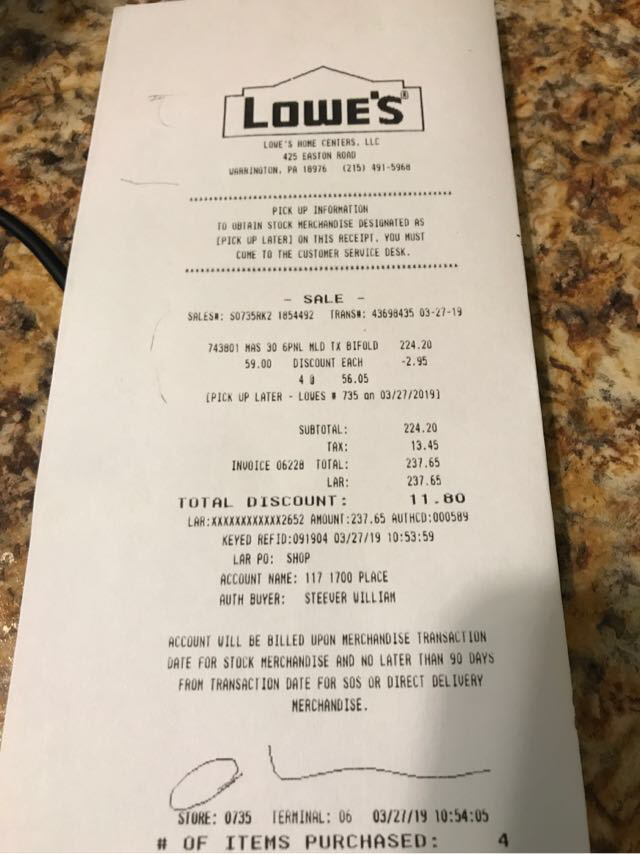 LOWE'S®
LOWE'S HOME CENTERS, LLC
425 EASTON ROAD
WARRINGTON, PA 18976 (215) 491-5968
****************************************************
PICK UP INFORMATION
TO OBTAIN STOCK MERCHANDISE DESIGNATED AS
[PICK UP LATER] ON THIS RECEIPT, YOU MUST
COME TO THE CUSTOMER SERVICE DESK.
****************************************************
- SALE -
SALES#: S0735RK2 1854492 TRANS#: 43698435 03-27-19
743801 MAS 30 6PNL MLD TX BIFOLD 224.20
59.00 DISCOUNT EACH -2.95
4 @ 56.05
[PICK UP LATER - LOWES # 735 on 03/27/2019]
SUBTOTAL: 224.20
TAX: 13.45
INVOICE 06228 TOTAL: 237.65
LAR: 237.65
TOTAL DISCOUNT: 11.80
LAR:XXXXXXXXXXXX2652 AMOUNT:237.65 AUTHCD:000589
KEYED REFID:091904 03/27/19 10:53:59
LAR PO: SHOP
ACCOUNT NAME: 117 1700 PLACE
AUTH BUYER: STEEVER WILLIAM
ACCOUNT WILL BE BILLED UPON MERCHANDISE TRANSACTION
DATE FOR STOCK MERCHANDISE AND NO LATER THAN 90 DAYS
FROM TRANSACTION DATE FOR SOS OR DIRECT DELIVERY
MERCHANDISE.
STORE: 0735 TERMINAL: 06 03/27/19 10:54:05
# OF ITEMS PURCHASED: 4